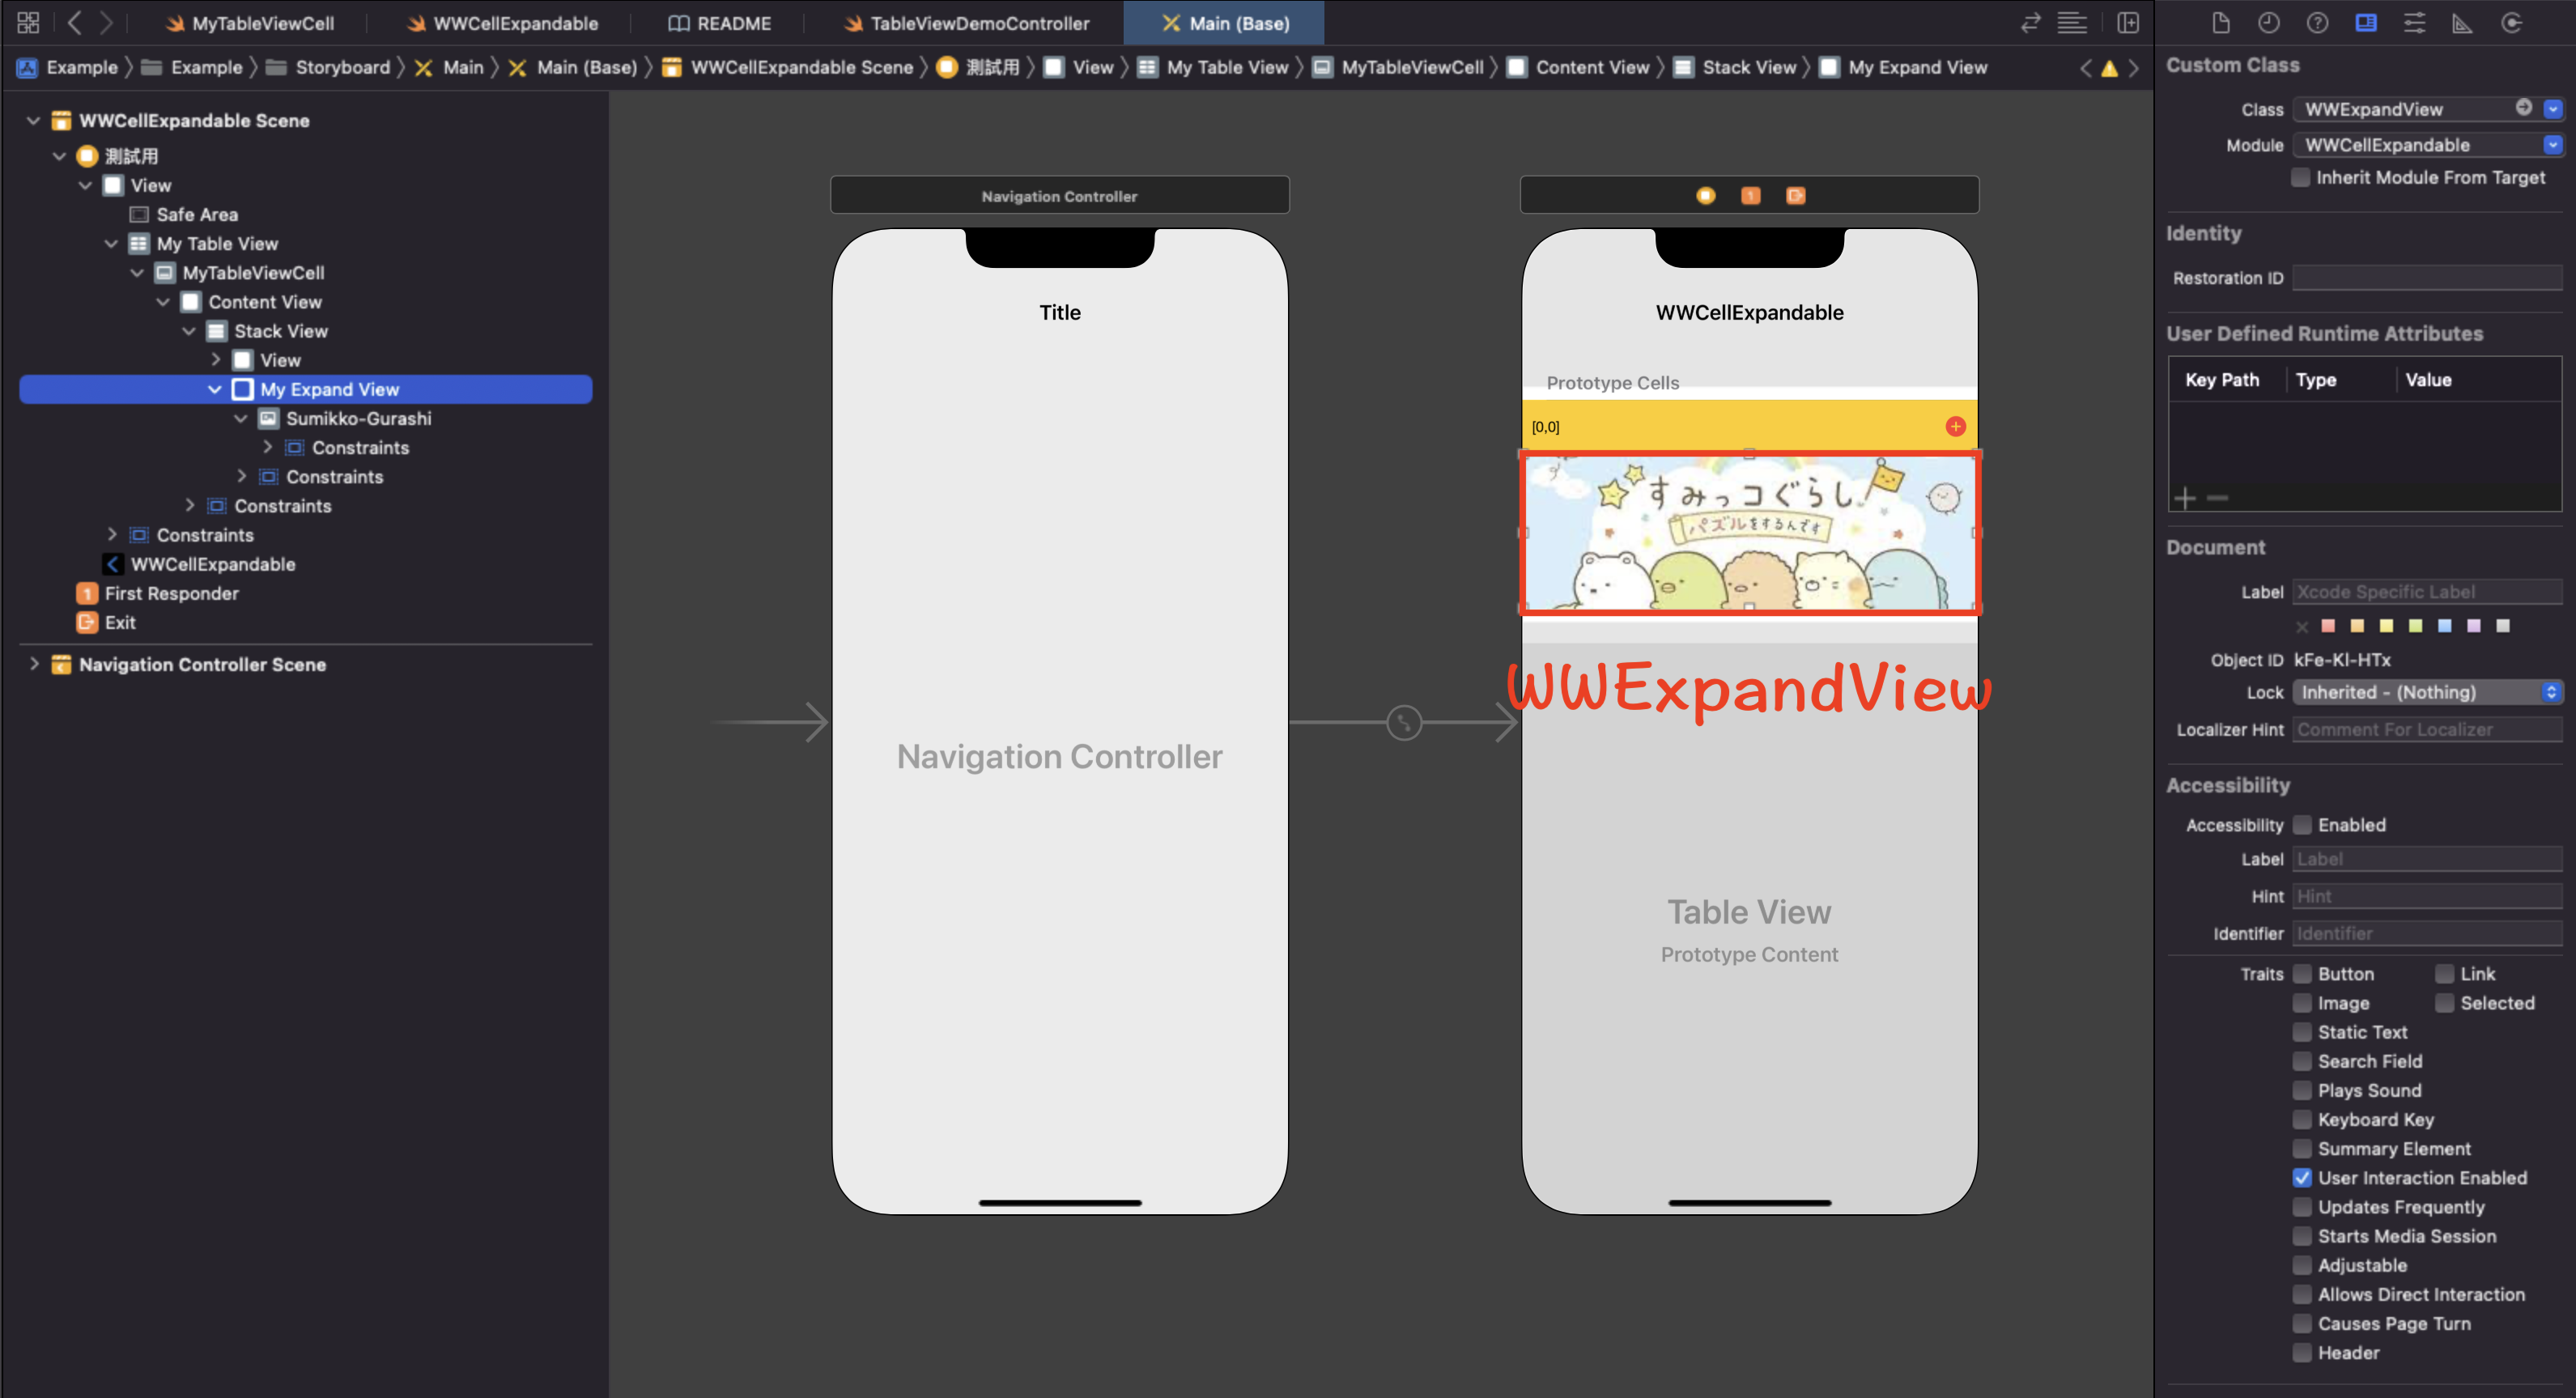 MyTableViewCell
WWCellExpandable
README
TableViewDemoController
Main (Base)
Example
Example
Storyboard
Main
Main (Base)
WWCellExpandable Scene
測試用
View
My Table View
MyTableViewCell
Content View
Stack View
My Expand View
WWCellExpandable Scene
測試用
View
Safe Area
My Table View
MyTableViewCell
Content View
Stack View
View
My Expand View
Sumikko-Gurashi
Constraints
Constraints
Constraints
Constraints
WWCellExpandable
First Responder
Exit
Navigation Controller Scene
Navigation Controller
Title
Navigation Controller
WWCellExpandable
Prototype Cells
[0,0]
すみっコぐらし
パズルをするんです
WWExpandView
Table View
Prototype Content
Custom Class
Class WWExpandView
Module WWCellExpandable
Inherit Module From Target
Identity
Restoration ID
User Defined Runtime Attributes
Key Path Type Value
Document
Label Xcode Specific Label
Object ID kFe-Kl-HTx
Lock Inherited - (Nothing)
Localizer Hint Comment For Localizer
Accessibility
Accessibility Enabled
Label Label
Hint Hint
Identifier Identifier
Traits Button Link
Image Selected
Static Text
Search Field
Plays Sound
Keyboard Key
Summary Element
User Interaction Enabled
Updates Frequently
Starts Media Session
Adjustable
Allows Direct Interaction
Causes Page Turn
Header